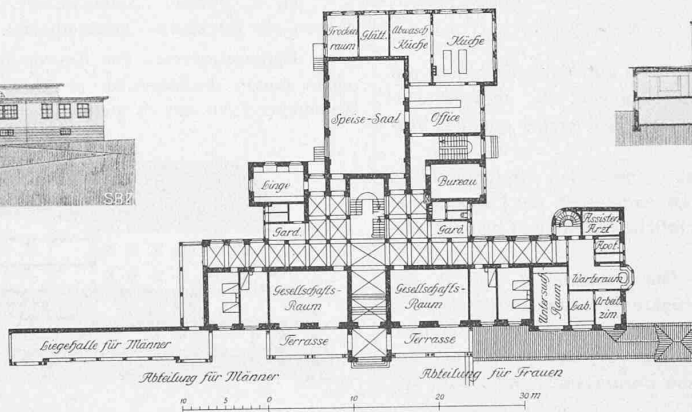 Trocken
raum
Glätt.
Abwasch
Küche
Küche
Speise-Saal
Office
SBZ
Linge
Bureau
Gard.
Gard.
Assisten.
Arzt
Apot.
Gesellschafts-
Raum
Gesellschafts-
Raum
Untersuch-
Raum
Warteraum
Lab.
Arbeits
zim
Liegehalle für Männer
Terrasse
Terrasse
Abteilung für Männer
Abteilung für Frauen
10 5 0 10 20 30 m